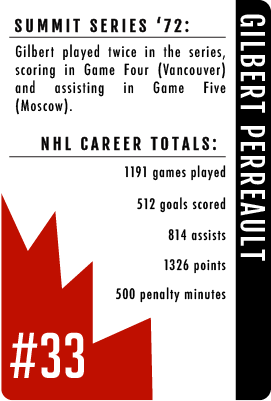 SUMMIT SERIES ‘72:
Gilbert played twice in the series,
scoring in Game Four (Vancouver)
and assisting in Game Five
(Moscow).
NHL CAREER TOTALS:
1191 games played
512 goals scored
814 assists
1326 points
500 penalty minutes
#33
GILBERT PERREAULT